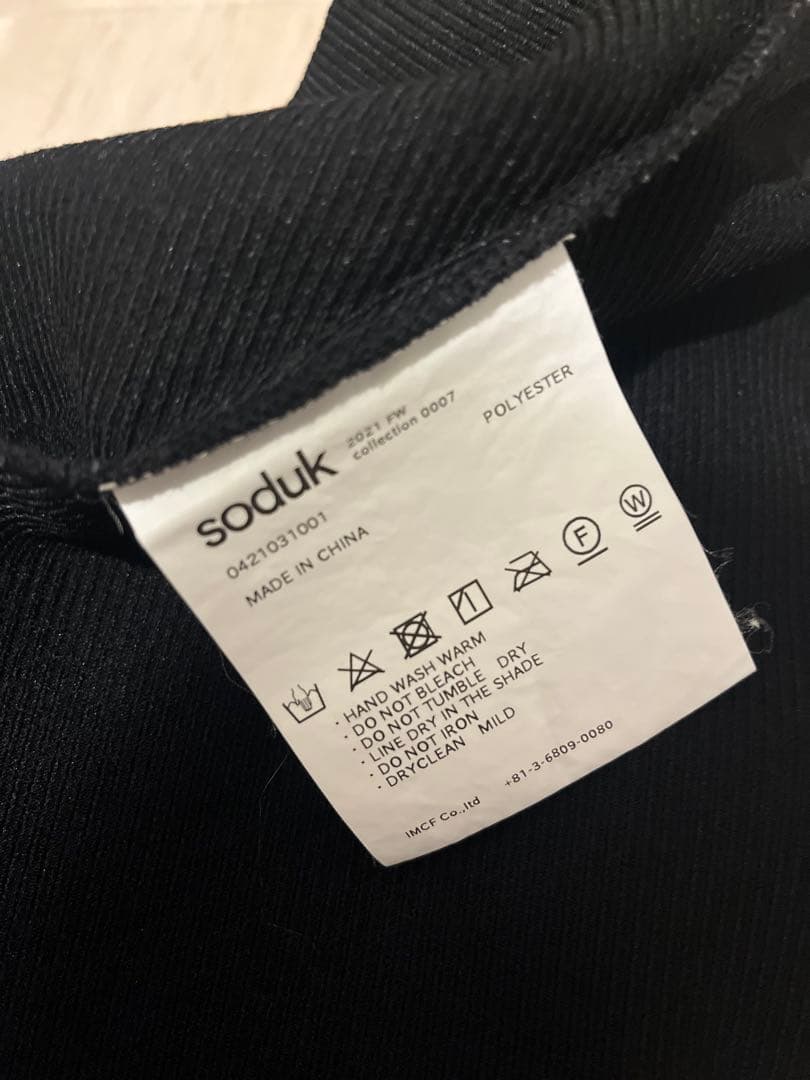 soduk
2021 FW
collection 0007
POLYESTER
0421031001
MADE IN CHINA
F
W
· HAND WASH WARM
· DO NOT BLEACH
· DO NOT TUMBLE DRY
· LINE DRY IN THE SHADE
· DO NOT IRON
· DRYCLEAN MILD
IMCF Co.,ltd +81-3-6809-0080